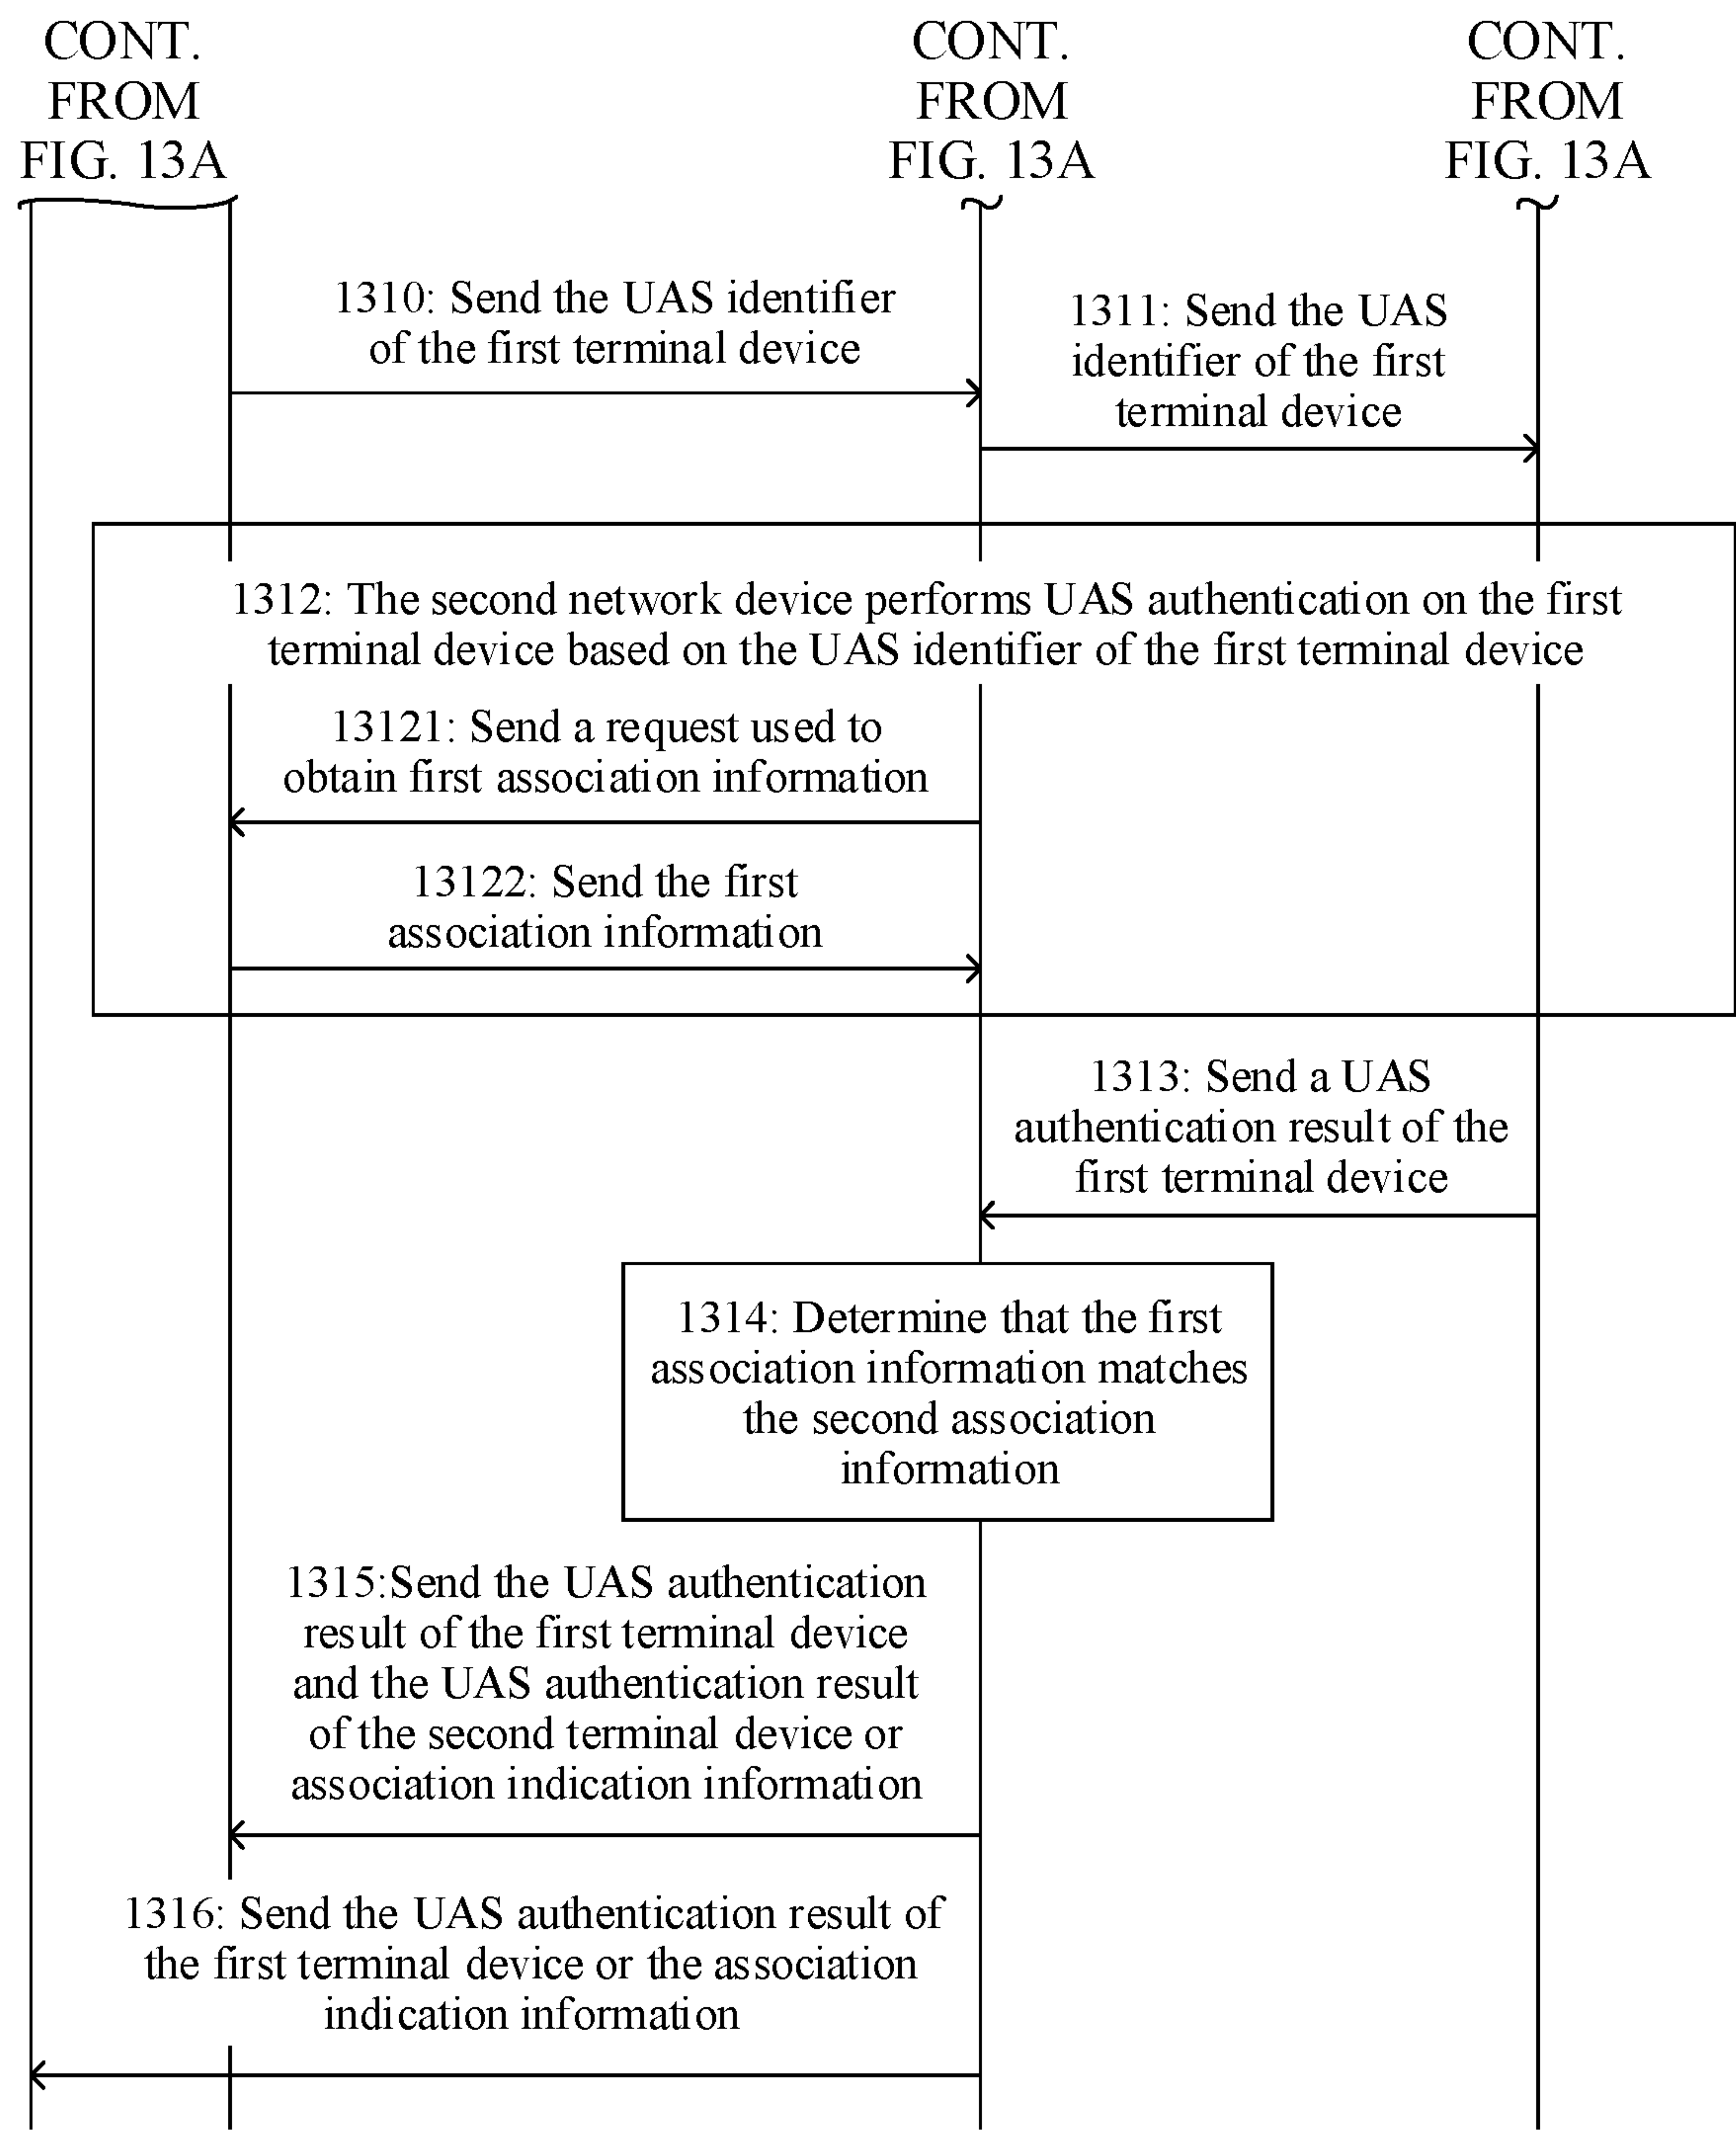 CONT.
FROM
FIG. 13A
CONT.
FROM
FIG. 13A
CONT.
FROM
FIG. 13A
1310: Send the UAS identifier
of the first terminal device
1311: Send the UAS
identifier of the first
terminal device
1312: The second network device performs UAS authentication on the first
terminal device based on the UAS identifier of the first terminal device
13121: Send a request used to
obtain first association information
13122: Send the first
association information
1313: Send a UAS
authentication result of the
first terminal device
1314: Determine that the first
association information matches
the second association
information
1315:Send the UAS authentication
result of the first terminal device
and the UAS authentication result
of the second terminal device or
association indication information
1316: Send the UAS authentication result of
the first terminal device or the association
indication information